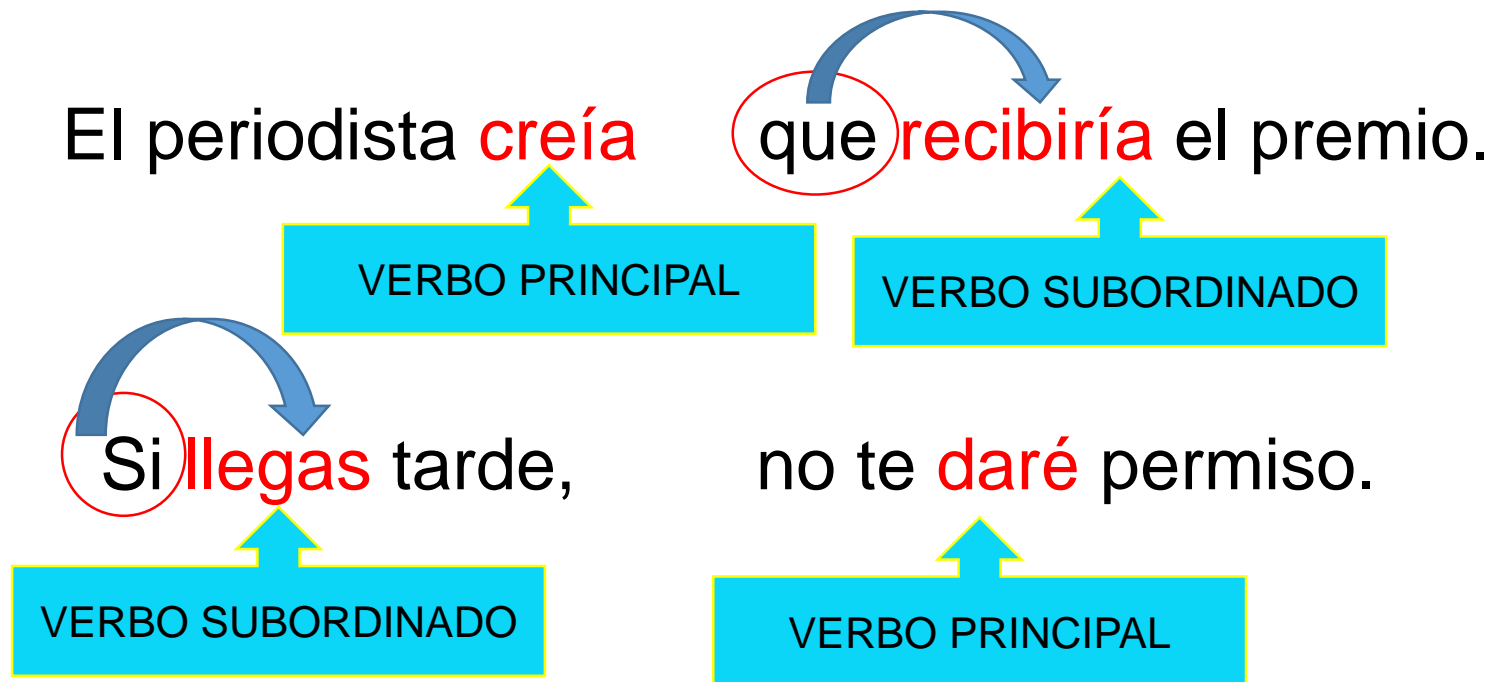 El periodista creía que recibiría el premio.
VERBO PRINCIPAL
VERBO SUBORDINADO
Si llegas tarde, no te daré permiso.
VERBO SUBORDINADO
VERBO PRINCIPAL